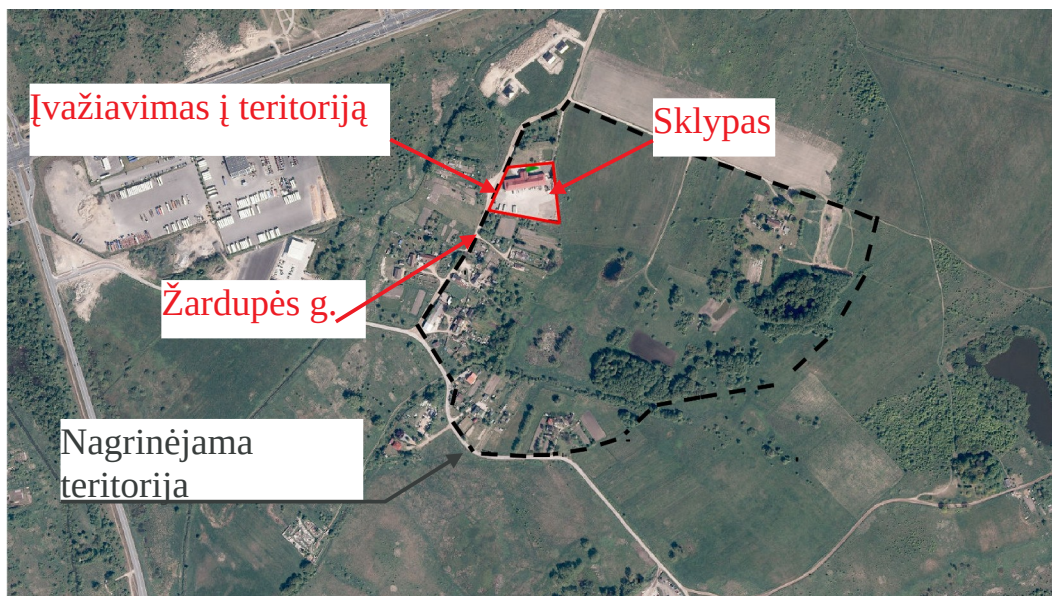 Įvažiavimas į teritoriją
Sklypas
Žardupės g.
Nagrinėjama
teritorija